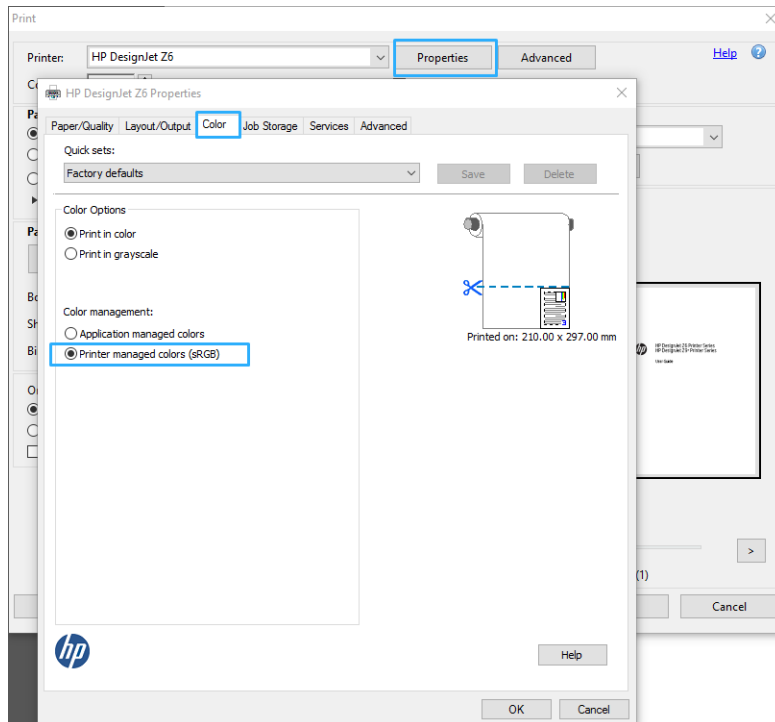 Print
Printer: HP DesignJet Z6 Properties Advanced Help ?
HP DesignJet Z6 Properties
Paper/Quality Layout/Output Color Job Storage Services Advanced
Quick sets:
Factory defaults Save Delete
Color Options
Print in color
Print in grayscale
Color management:
Application managed colors
Printer managed colors (sRGB)
Printed on: 210.00 x 297.00 mm
HP DesignJet Z6 Printer Series
HP DesignJet Z9+ Printer Series
User Guide
>
(1)
Cancel
hp
Help
OK Cancel